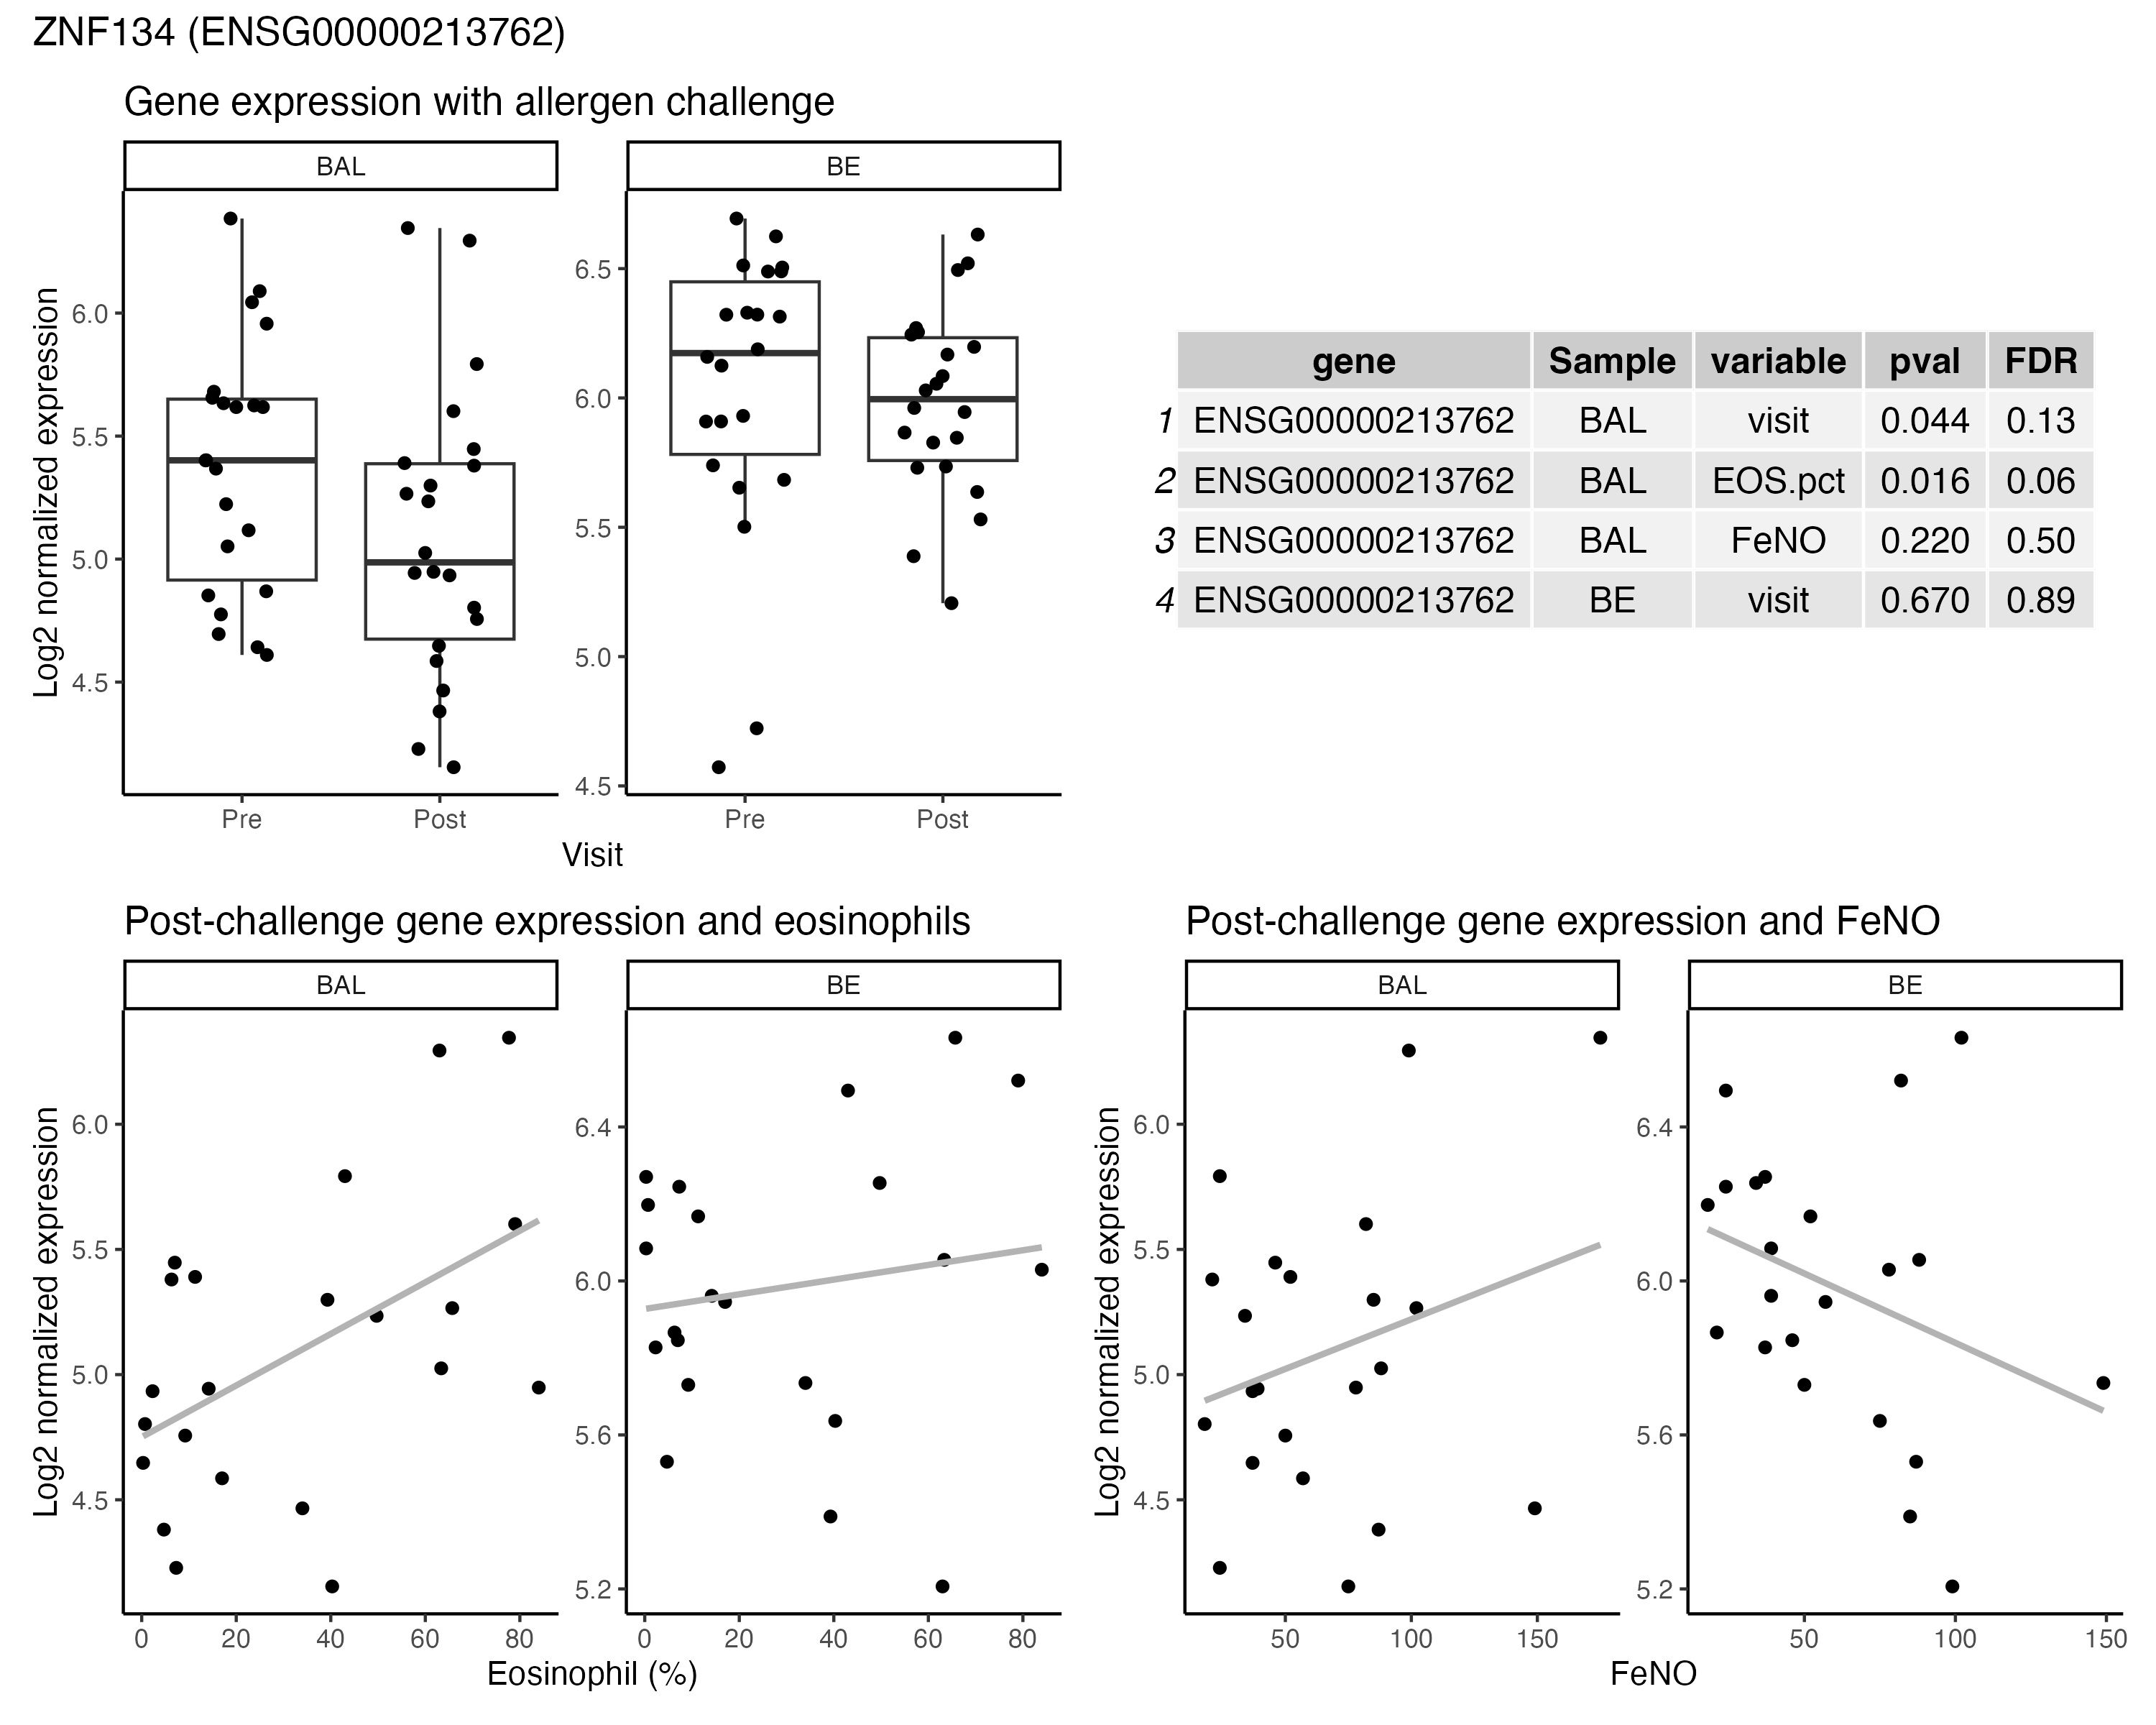 ZNF134 (ENSG00000213762)
Gene expression with allergen challenge
BAL
BE
Log2 normalized expression
6.0
5.5
5.0
4.5
6.5
6.0
5.5
5.0
4.5
Pre
Post
Pre
Post
Visit
gene Sample variable pval FDR
1 ENSG00000213762 BAL visit 0.044 0.13
2 ENSG00000213762 BAL EOS.pct 0.016 0.06
3 ENSG00000213762 BAL FeNO 0.220 0.50
4 ENSG00000213762 BE visit 0.670 0.89
Post-challenge gene expression and eosinophils
BAL
BE
Log2 normalized expression
6.0
5.5
5.0
4.5
6.4
6.0
5.6
5.2
0 20 40 60 80
0 20 40 60 80
Eosinophil (%)
Post-challenge gene expression and FeNO
BAL
BE
Log2 normalized expression
6.0
5.5
5.0
4.5
6.4
6.0
5.6
5.2
50 100 150
50 100 150
FeNO